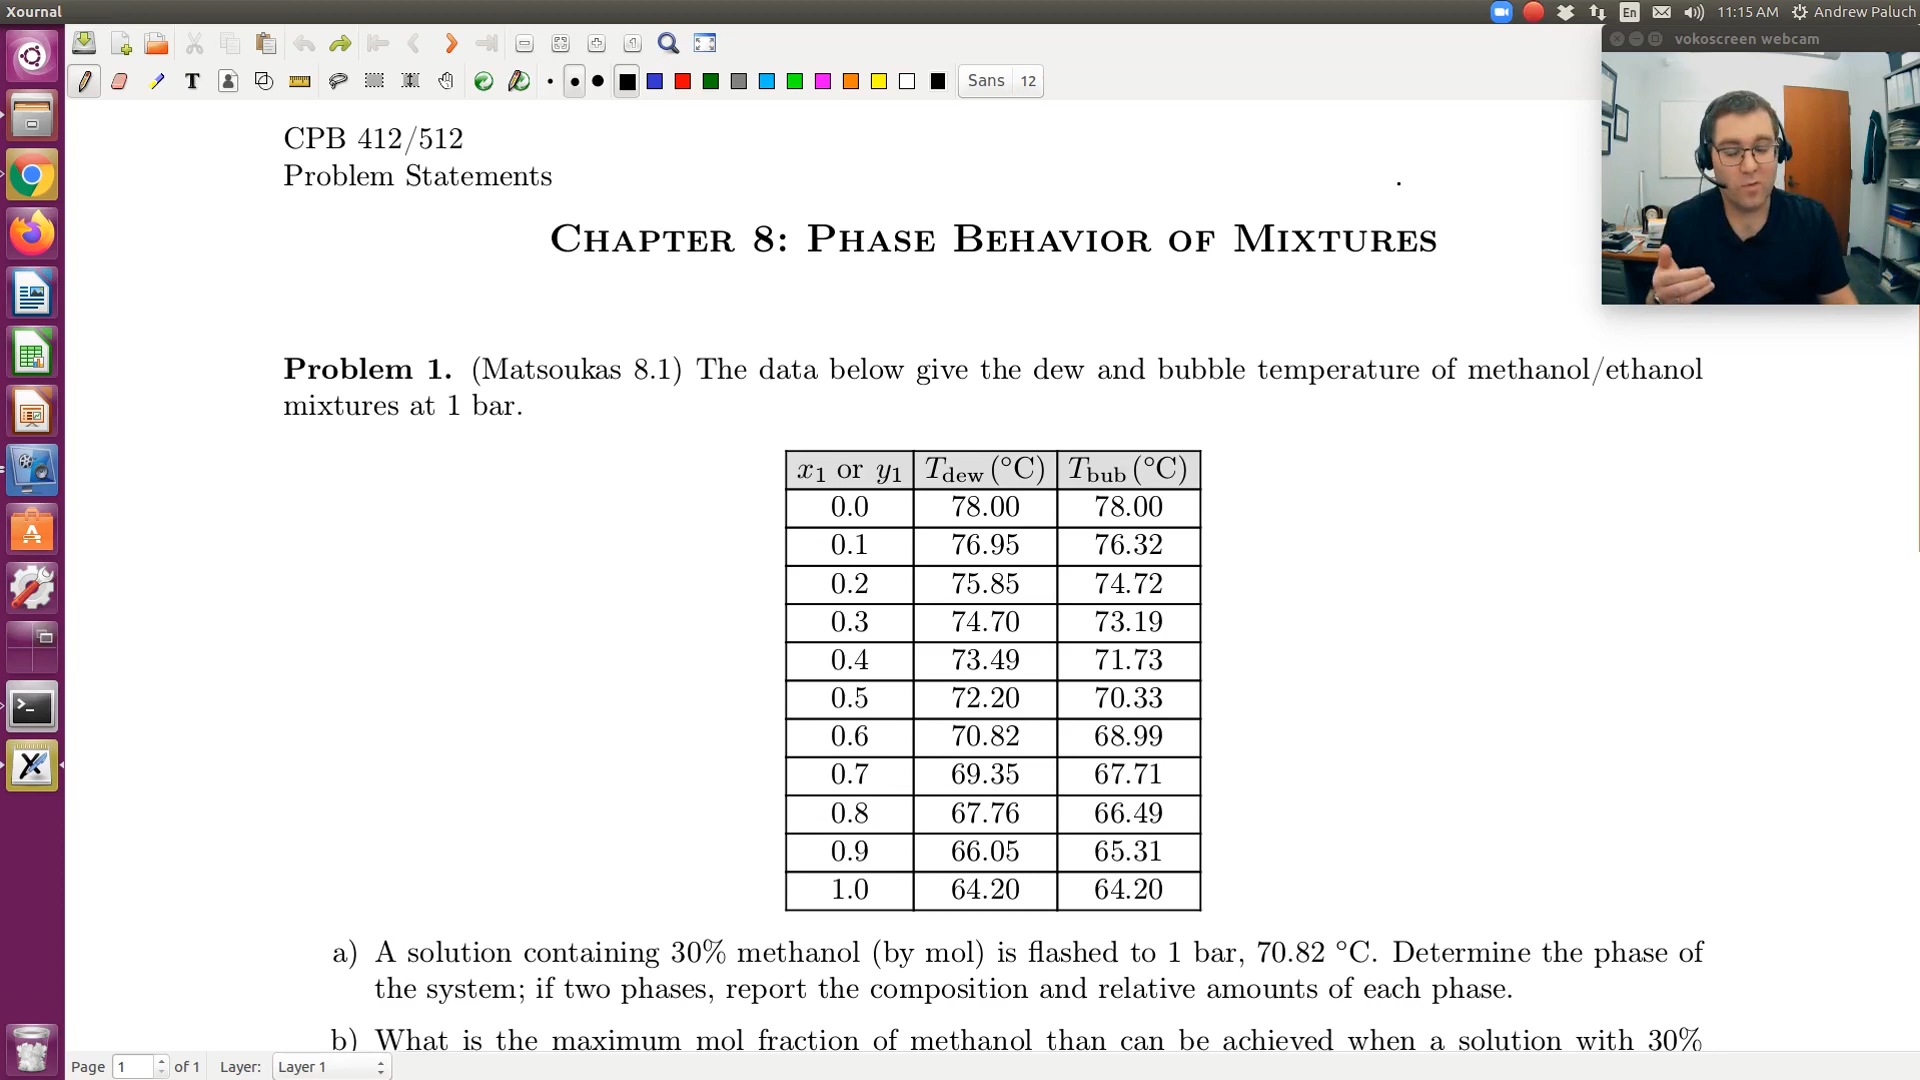 Xournal
En
11:15 AM
Andrew Paluch
vokoscreen webcam
T
Sans 12
CPB 412/512
Problem Statements
Chapter 8: Phase Behavior of Mixtures
Problem 1. (Matsoukas 8.1) The data below give the dew and bubble temperature of methanol/ethanol
mixtures at 1 bar.
x₁ or y₁ T_dew (°C) T_bub (°C)
0.0 78.00 78.00
0.1 76.95 76.32
0.2 75.85 74.72
0.3 74.70 73.19
0.4 73.49 71.73
0.5 72.20 70.33
0.6 70.82 68.99
0.7 69.35 67.71
0.8 67.76 66.49
0.9 66.05 65.31
1.0 64.20 64.20
a) A solution containing 30% methanol (by mol) is flashed to 1 bar, 70.82 °C. Determine the phase of
the system; if two phases, report the composition and relative amounts of each phase.
b) What is the maximum mol fraction of methanol than can be achieved when a solution with 30%
Page 1 of 1 Layer: Layer 1